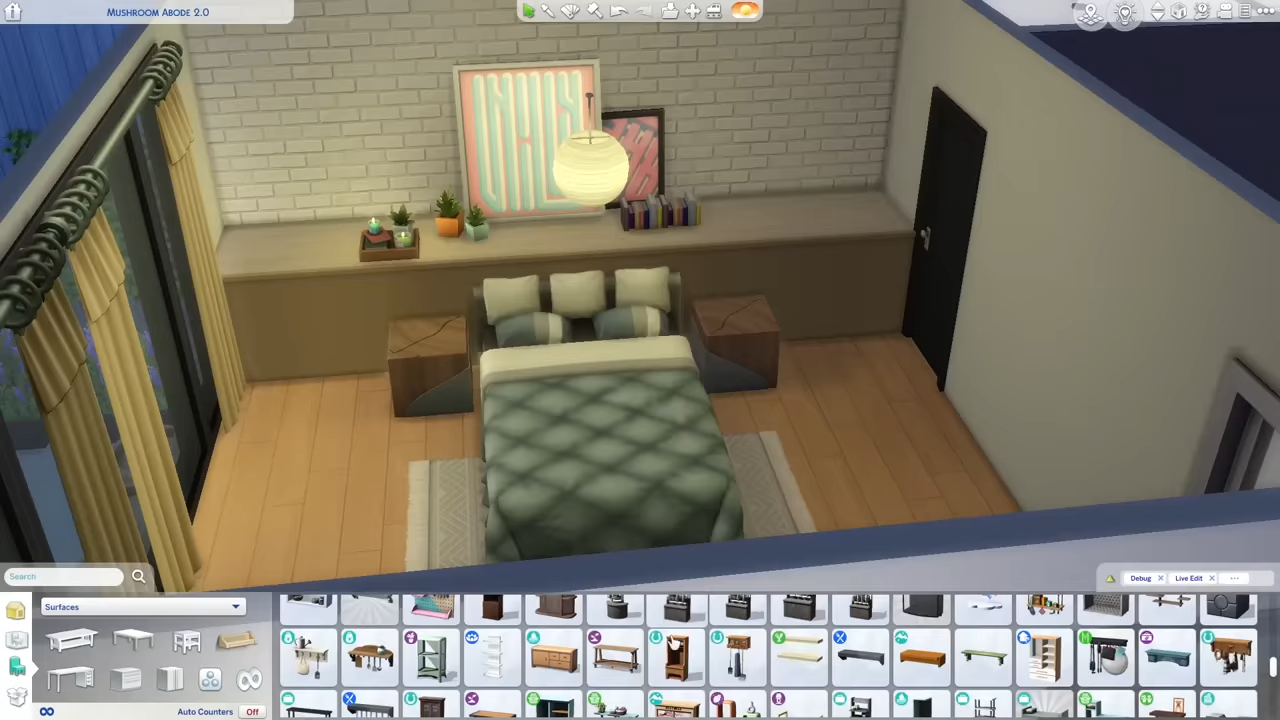 Mushroom Abode 2.0
Search
Debug
Live Edit
Surfaces
Auto Counters Off